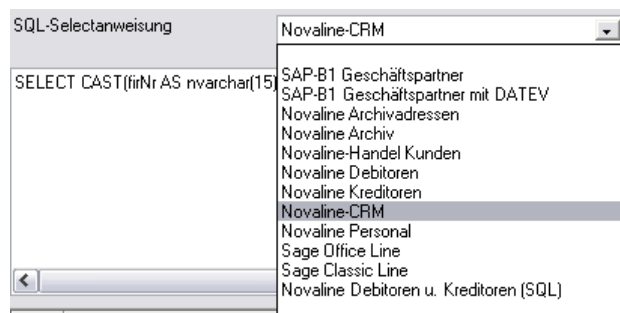 SQL-Selectanweisung
Novaline-CRM
SELECT CAST(firNr AS nvarchar(15)
SAP-B1 Geschäftspartner
SAP-B1 Geschäftspartner mit DATEV
Novaline Archivadressen
Novaline Archiv
Novaline-Handel Kunden
Novaline Debitoren
Novaline Kreditoren
Novaline-CRM
Novaline Personal
Sage Office Line
Sage Classic Line
Novaline Debitoren u. Kreditoren (SQL)